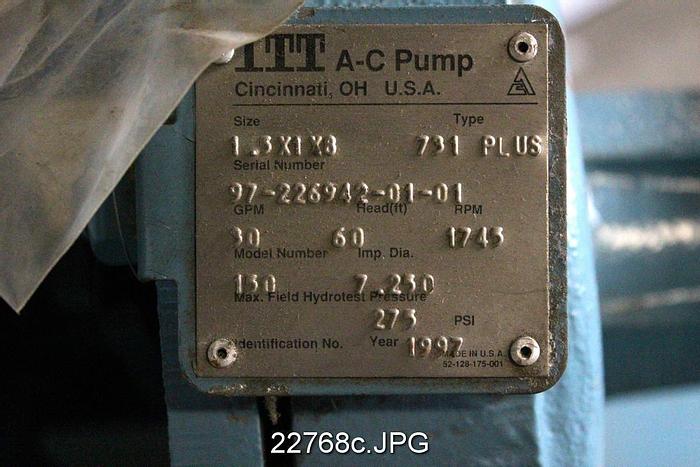 ITT A-C Pump
Cincinnati, OH U.S.A.
Size Type
1.5X1X8 731 PLUS
Serial Number
97-226942-01-01
GPM Head(ft) RPM
30 60 1745
Model Number Imp. Dia.
150 7.250
Max. Field Hydrotest Pressure
275 PSI
Identification No. Year 1997
MADE IN U.S.A.
52-128-175-001
22768c.JPG